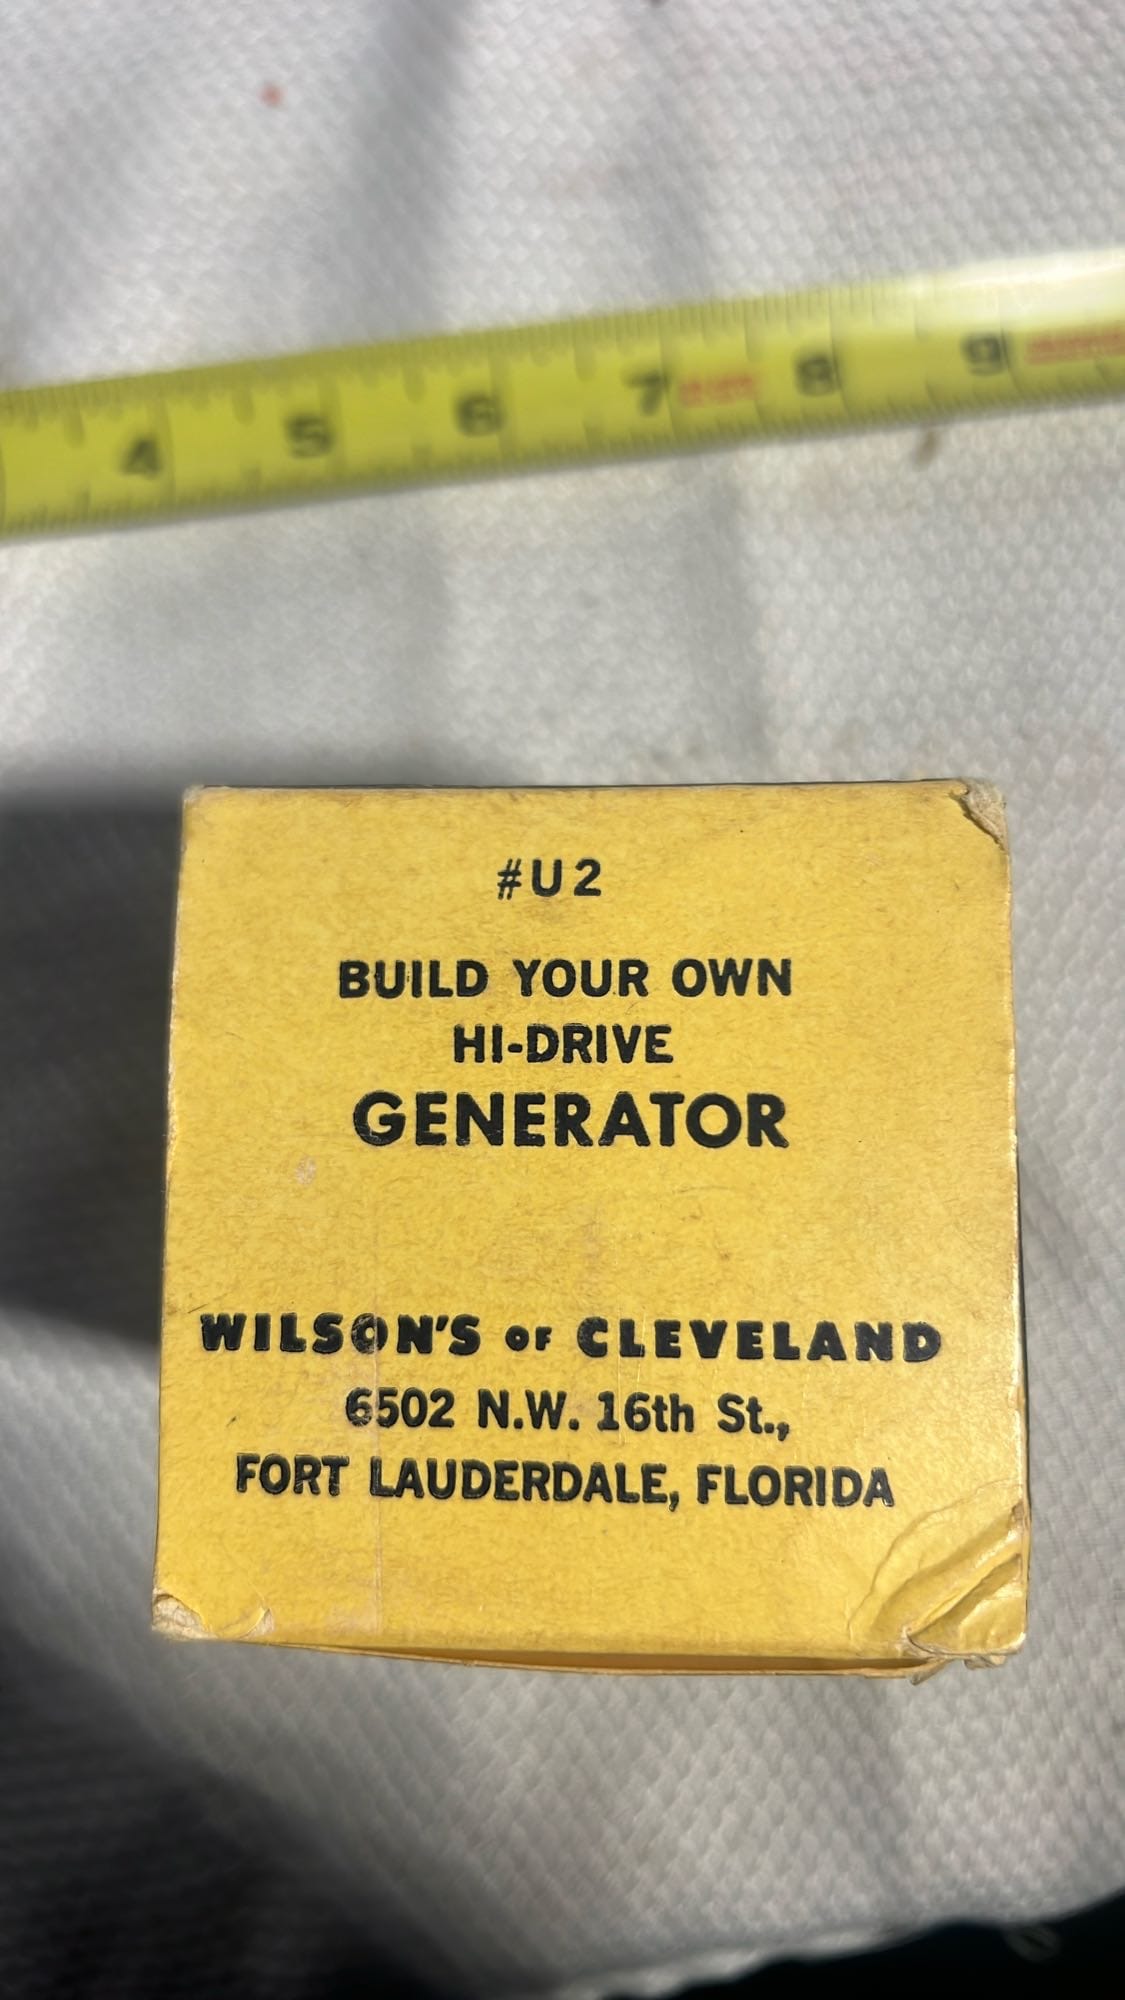 4 5 6 7 8 9
#U2
BUILD YOUR OWN
HI-DRIVE
GENERATOR
WILSON'S OF CLEVELAND
6502 N.W. 16th St.,
FORT LAUDERDALE, FLORIDA